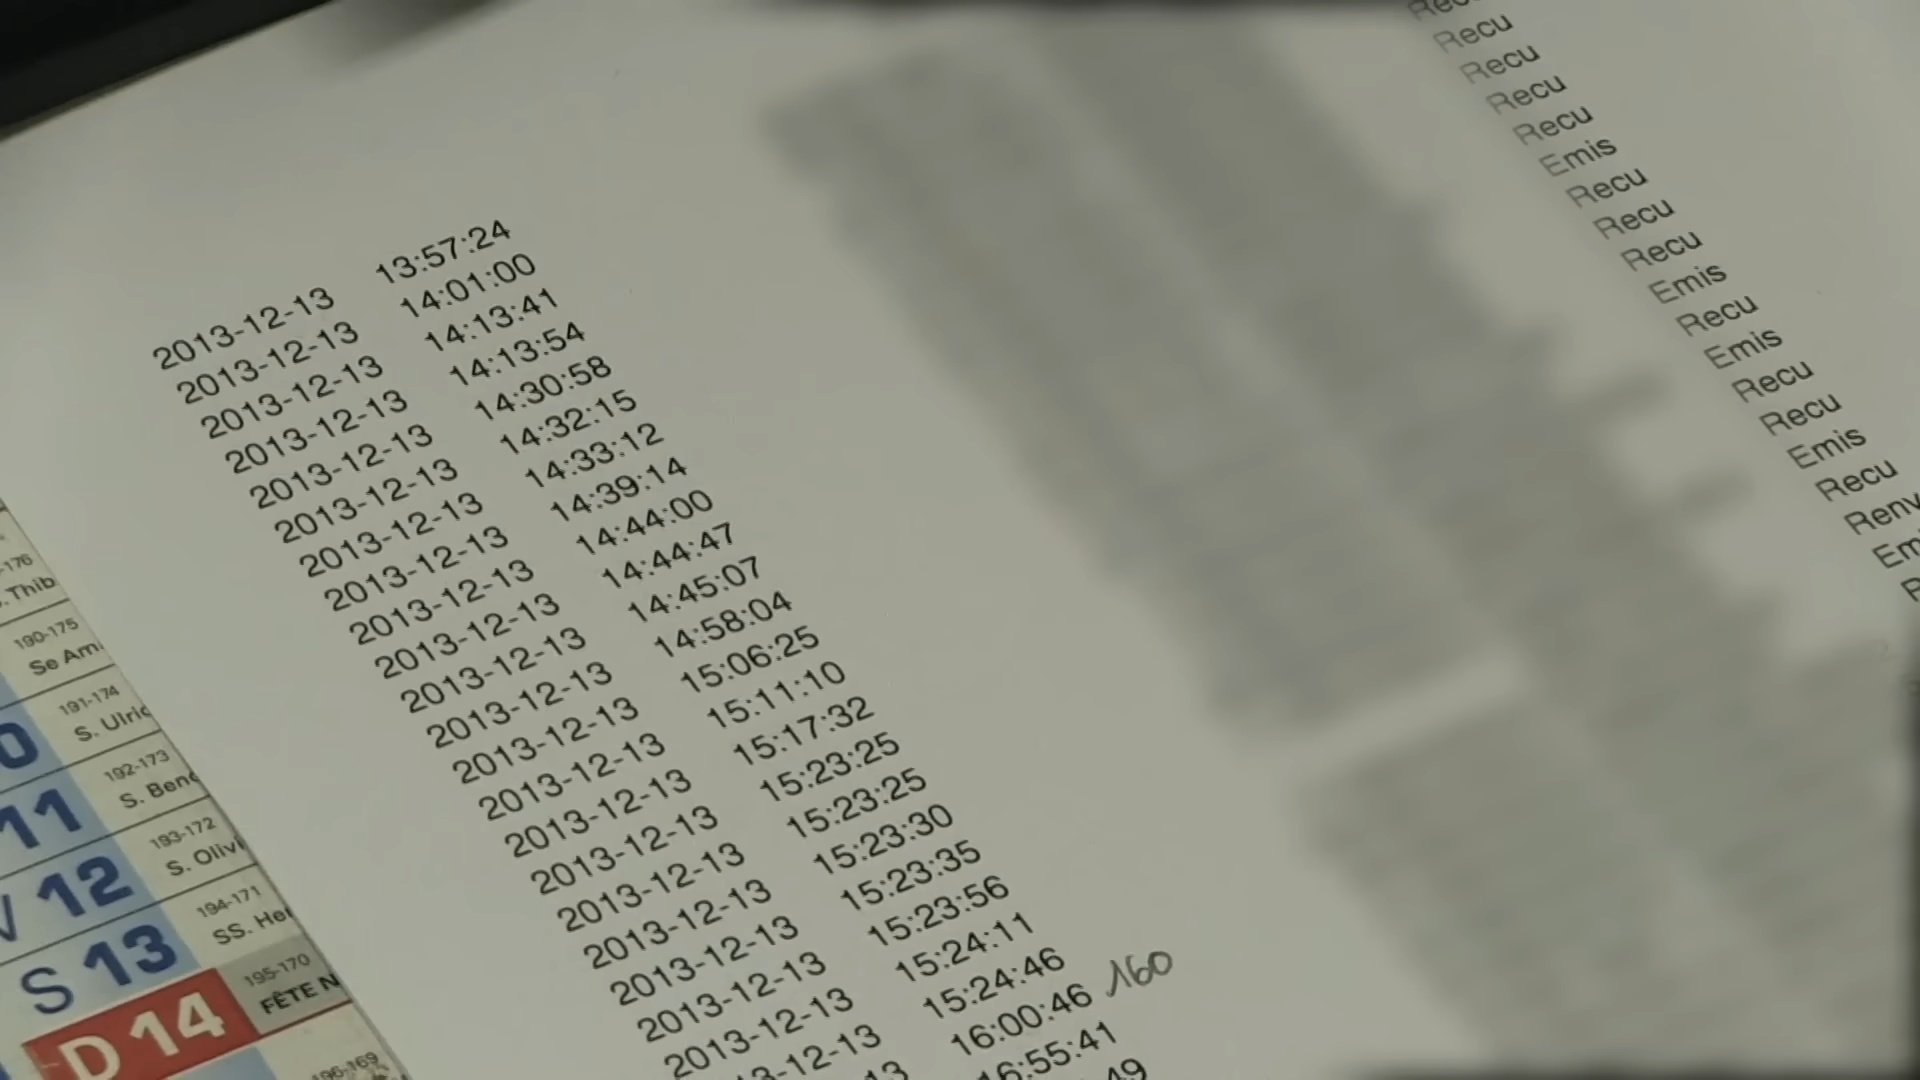 2013-12-13 13:57:24
2013-12-13 14:01:00
2013-12-13 14:13:41
2013-12-13 14:13:54
2013-12-13 14:30:58
2013-12-13 14:32:15
2013-12-13 14:33:12
2013-12-13 14:39:14
2013-12-13 14:44:00
2013-12-13 14:44:47
2013-12-13 14:45:07
2013-12-13 14:58:04
2013-12-13 15:06:25
2013-12-13 15:11:10
2013-12-13 15:17:32
2013-12-13 15:23:25
2013-12-13 15:23:25
2013-12-13 15:23:30
2013-12-13 15:23:35
2013-12-13 15:23:56
2013-12-13 15:24:11
15:24:46
16:00:46 160
16:55:41
Recu
Recu
Recu
Recu
Emis
Recu
Recu
Recu
Emis
Recu
Emis
Recu
Recu
Emis
Recu
190-175
191-174
S. Ulric
192-173
11
S.
193-172
12
S.
194-171
S 13
SS.
195-170
D 14
FÊTE N
196-169